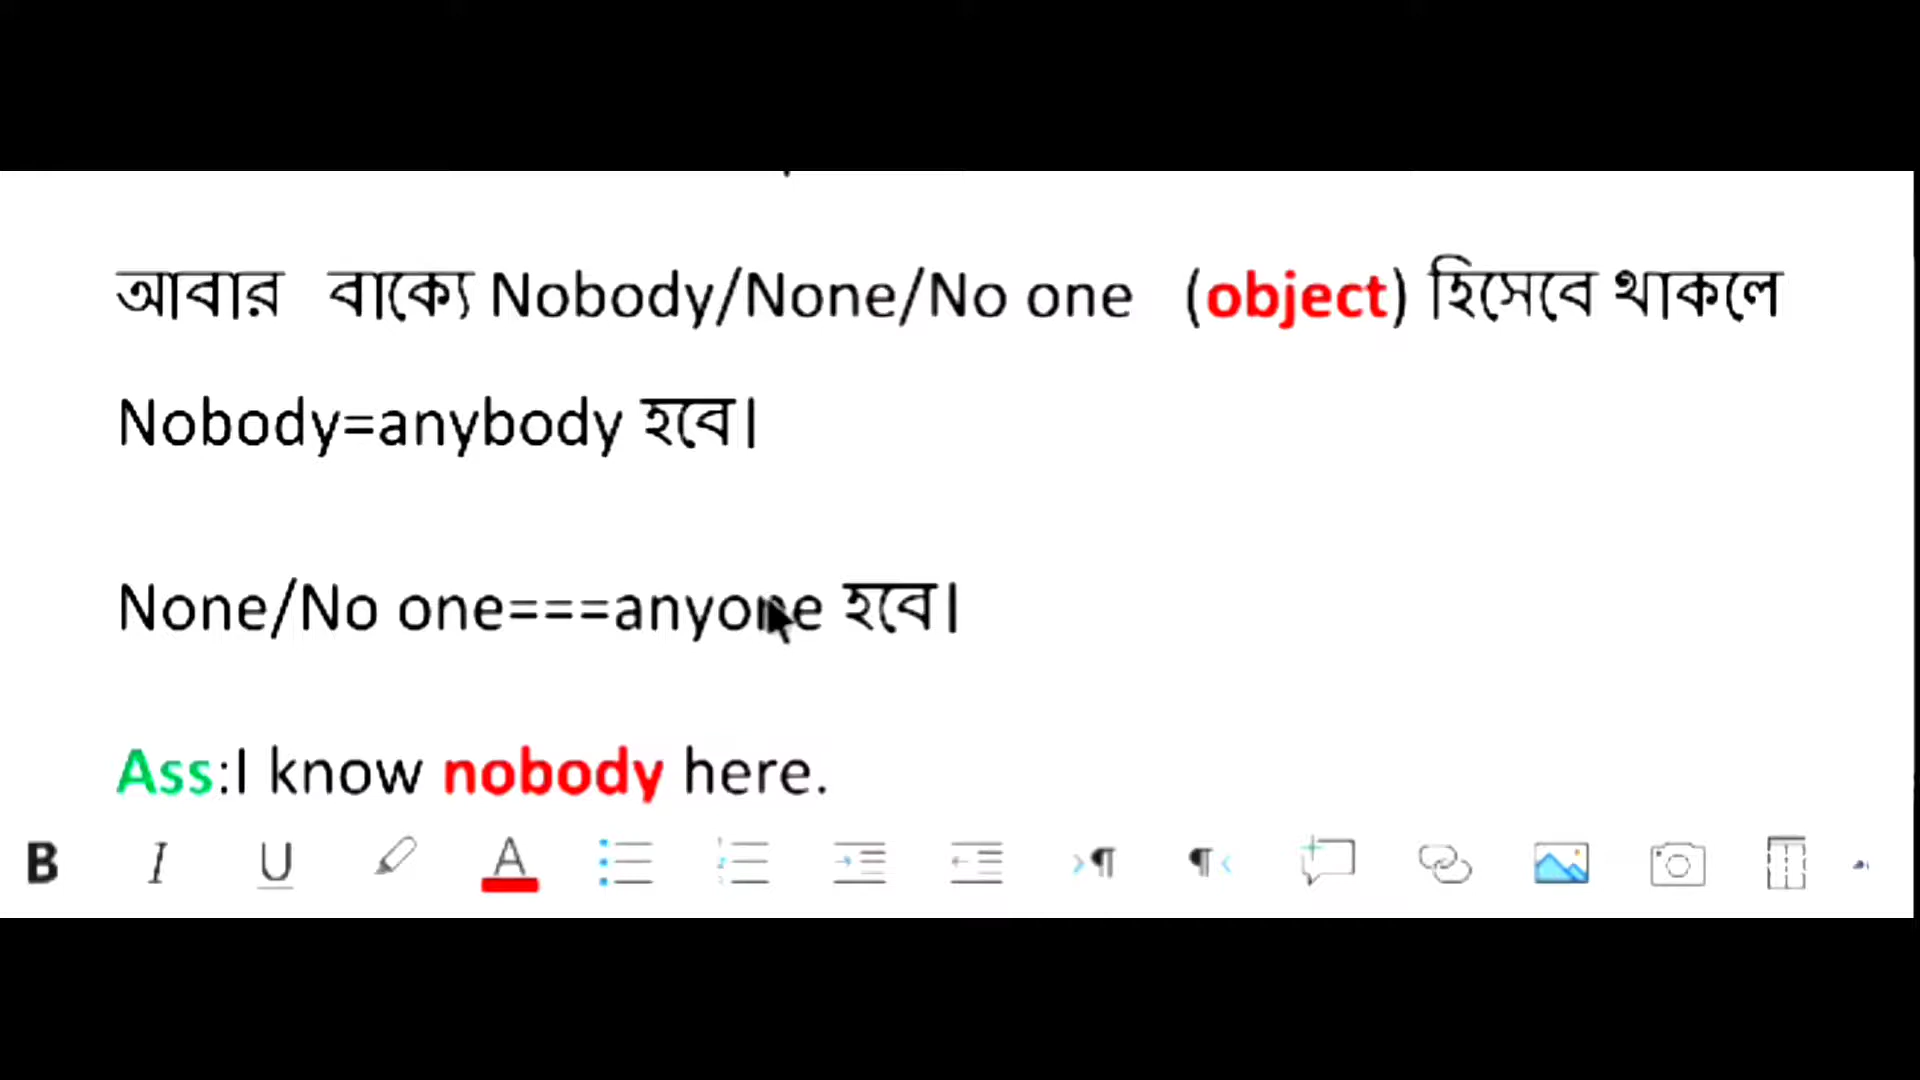 আবার বাক্যে Nobody/None/No one (object) হিসেবে থাকলে
Nobody=anybody হবে।
None/No one===anyone হবে।
Ass:I know nobody here.